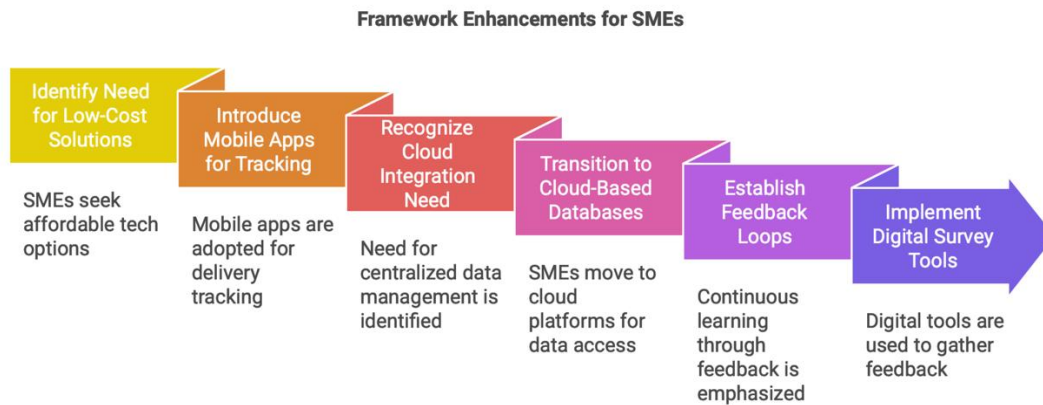 Framework Enhancements for SMEs
Identify Need
for Low-Cost
Solutions
SMEs seek
affordable tech
options
Introduce
Mobile Apps
for Tracking
Mobile apps are
adopted for
delivery
tracking
Recognize
Cloud
Integration
Need
Need for
centralized data
management is
identified
Transition to
Cloud-Based
Databases
SMEs move to
cloud
platforms for
data access
Establish
Feedback
Loops
Continuous
learning
through
feedback is
emphasized
Implement
Digital Survey
Tools
Digital tools are
used to gather
feedback